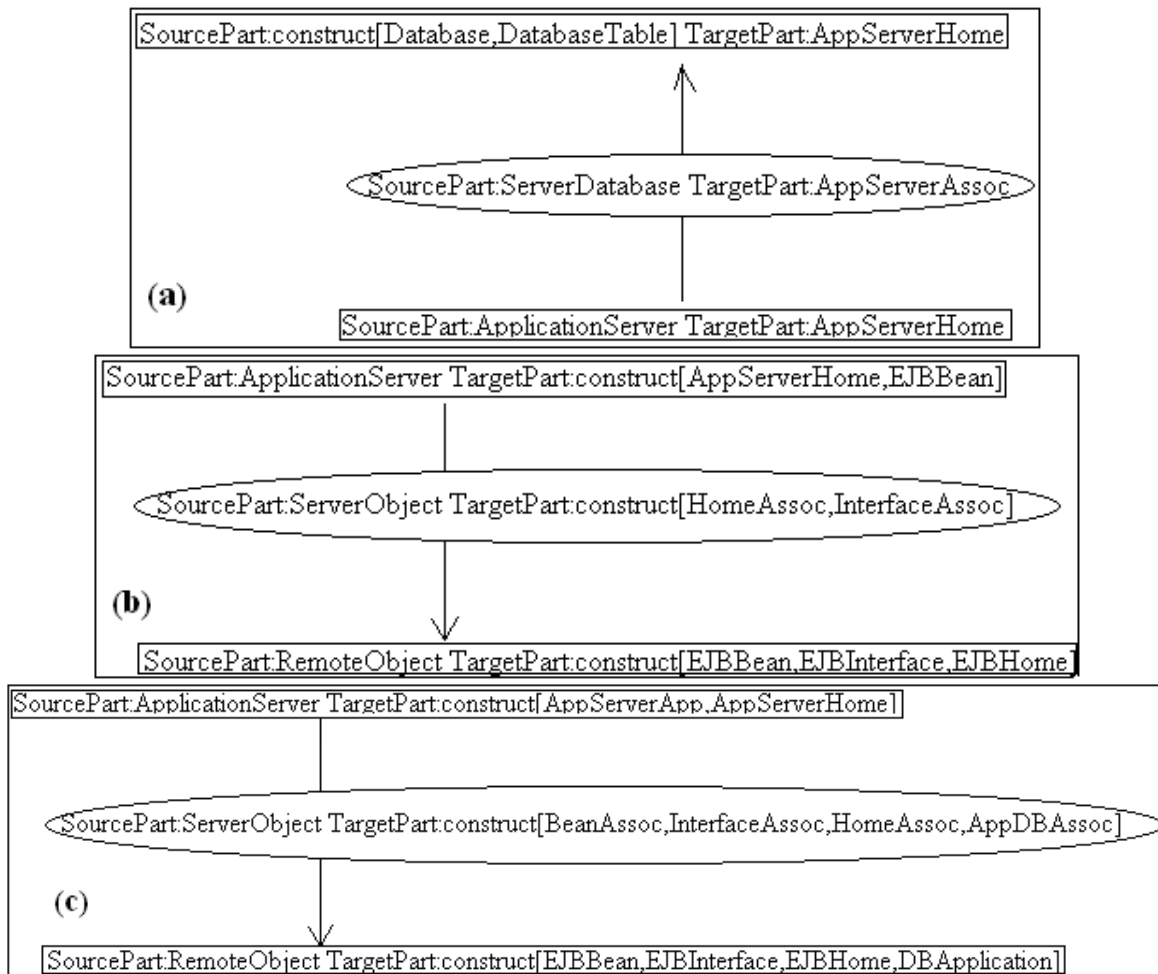 SourcePart:construct[Database,DatabaseTable] TargetPart:AppServerHome
SourcePart:ServerDatabase TargetPart:AppServerAssoc
(a)
SourcePart:ApplicationServer TargetPart:AppServerHome
SourcePart:ApplicationServer TargetPart:construct[AppServerHome,EJBBean]
SourcePart:ServerObject TargetPart:construct[HomeAssoc,InterfaceAssoc]
(b)
SourcePart:RemoteObject TargetPart:construct[EJBBean,EJBInterface,EJBHome]
SourcePart:ApplicationServer TargetPart:construct[AppServerApp,AppServerHome]
SourcePart:ServerObject TargetPart:construct[BeanAssoc,InterfaceAssoc,HomeAssoc,AppDBAssoc]
(c)
SourcePart:RemoteObject TargetPart:construct[EJBBean,EJBInterface,EJBHome,DBApplication]